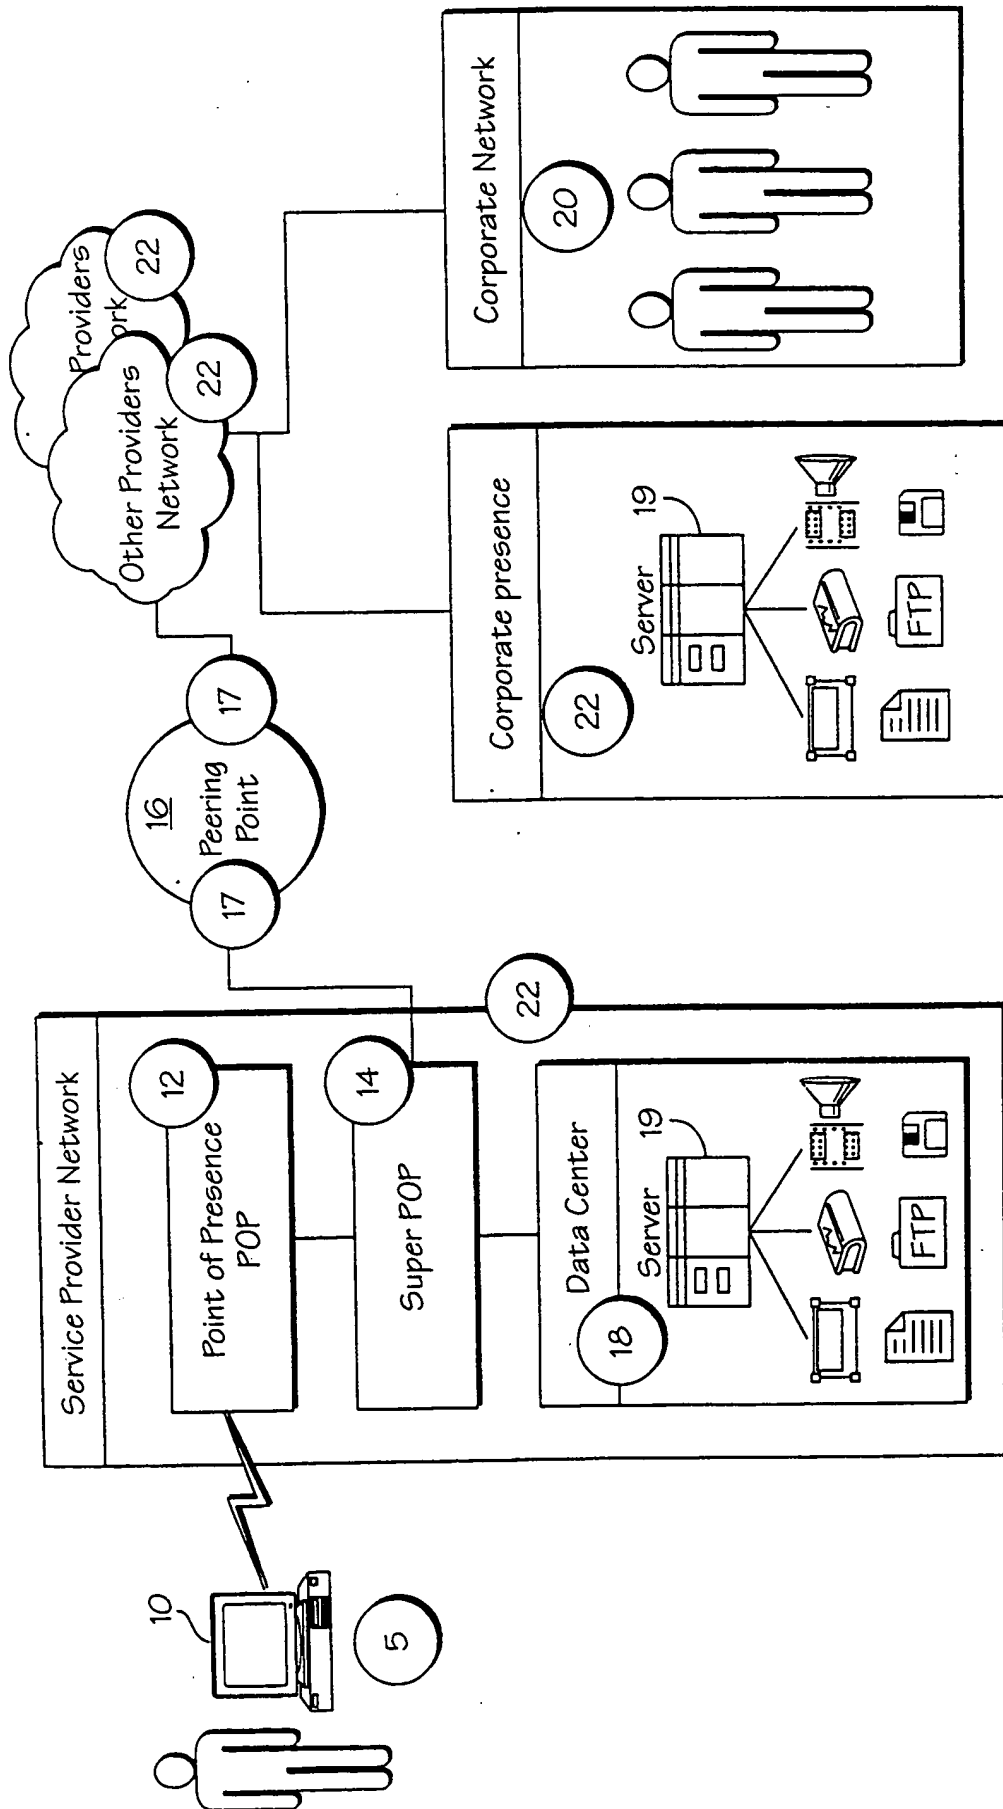 10
5
Service Provider Network
12
Point of Presence
POP
14
Super POP
Data Center
18
Server
19
FTP
22
17
16
Peering
Point
17
Other Providers
Network
22
Providers
ork
22
Corporate presence
22
Server
19
FTP
Corporate Network
20